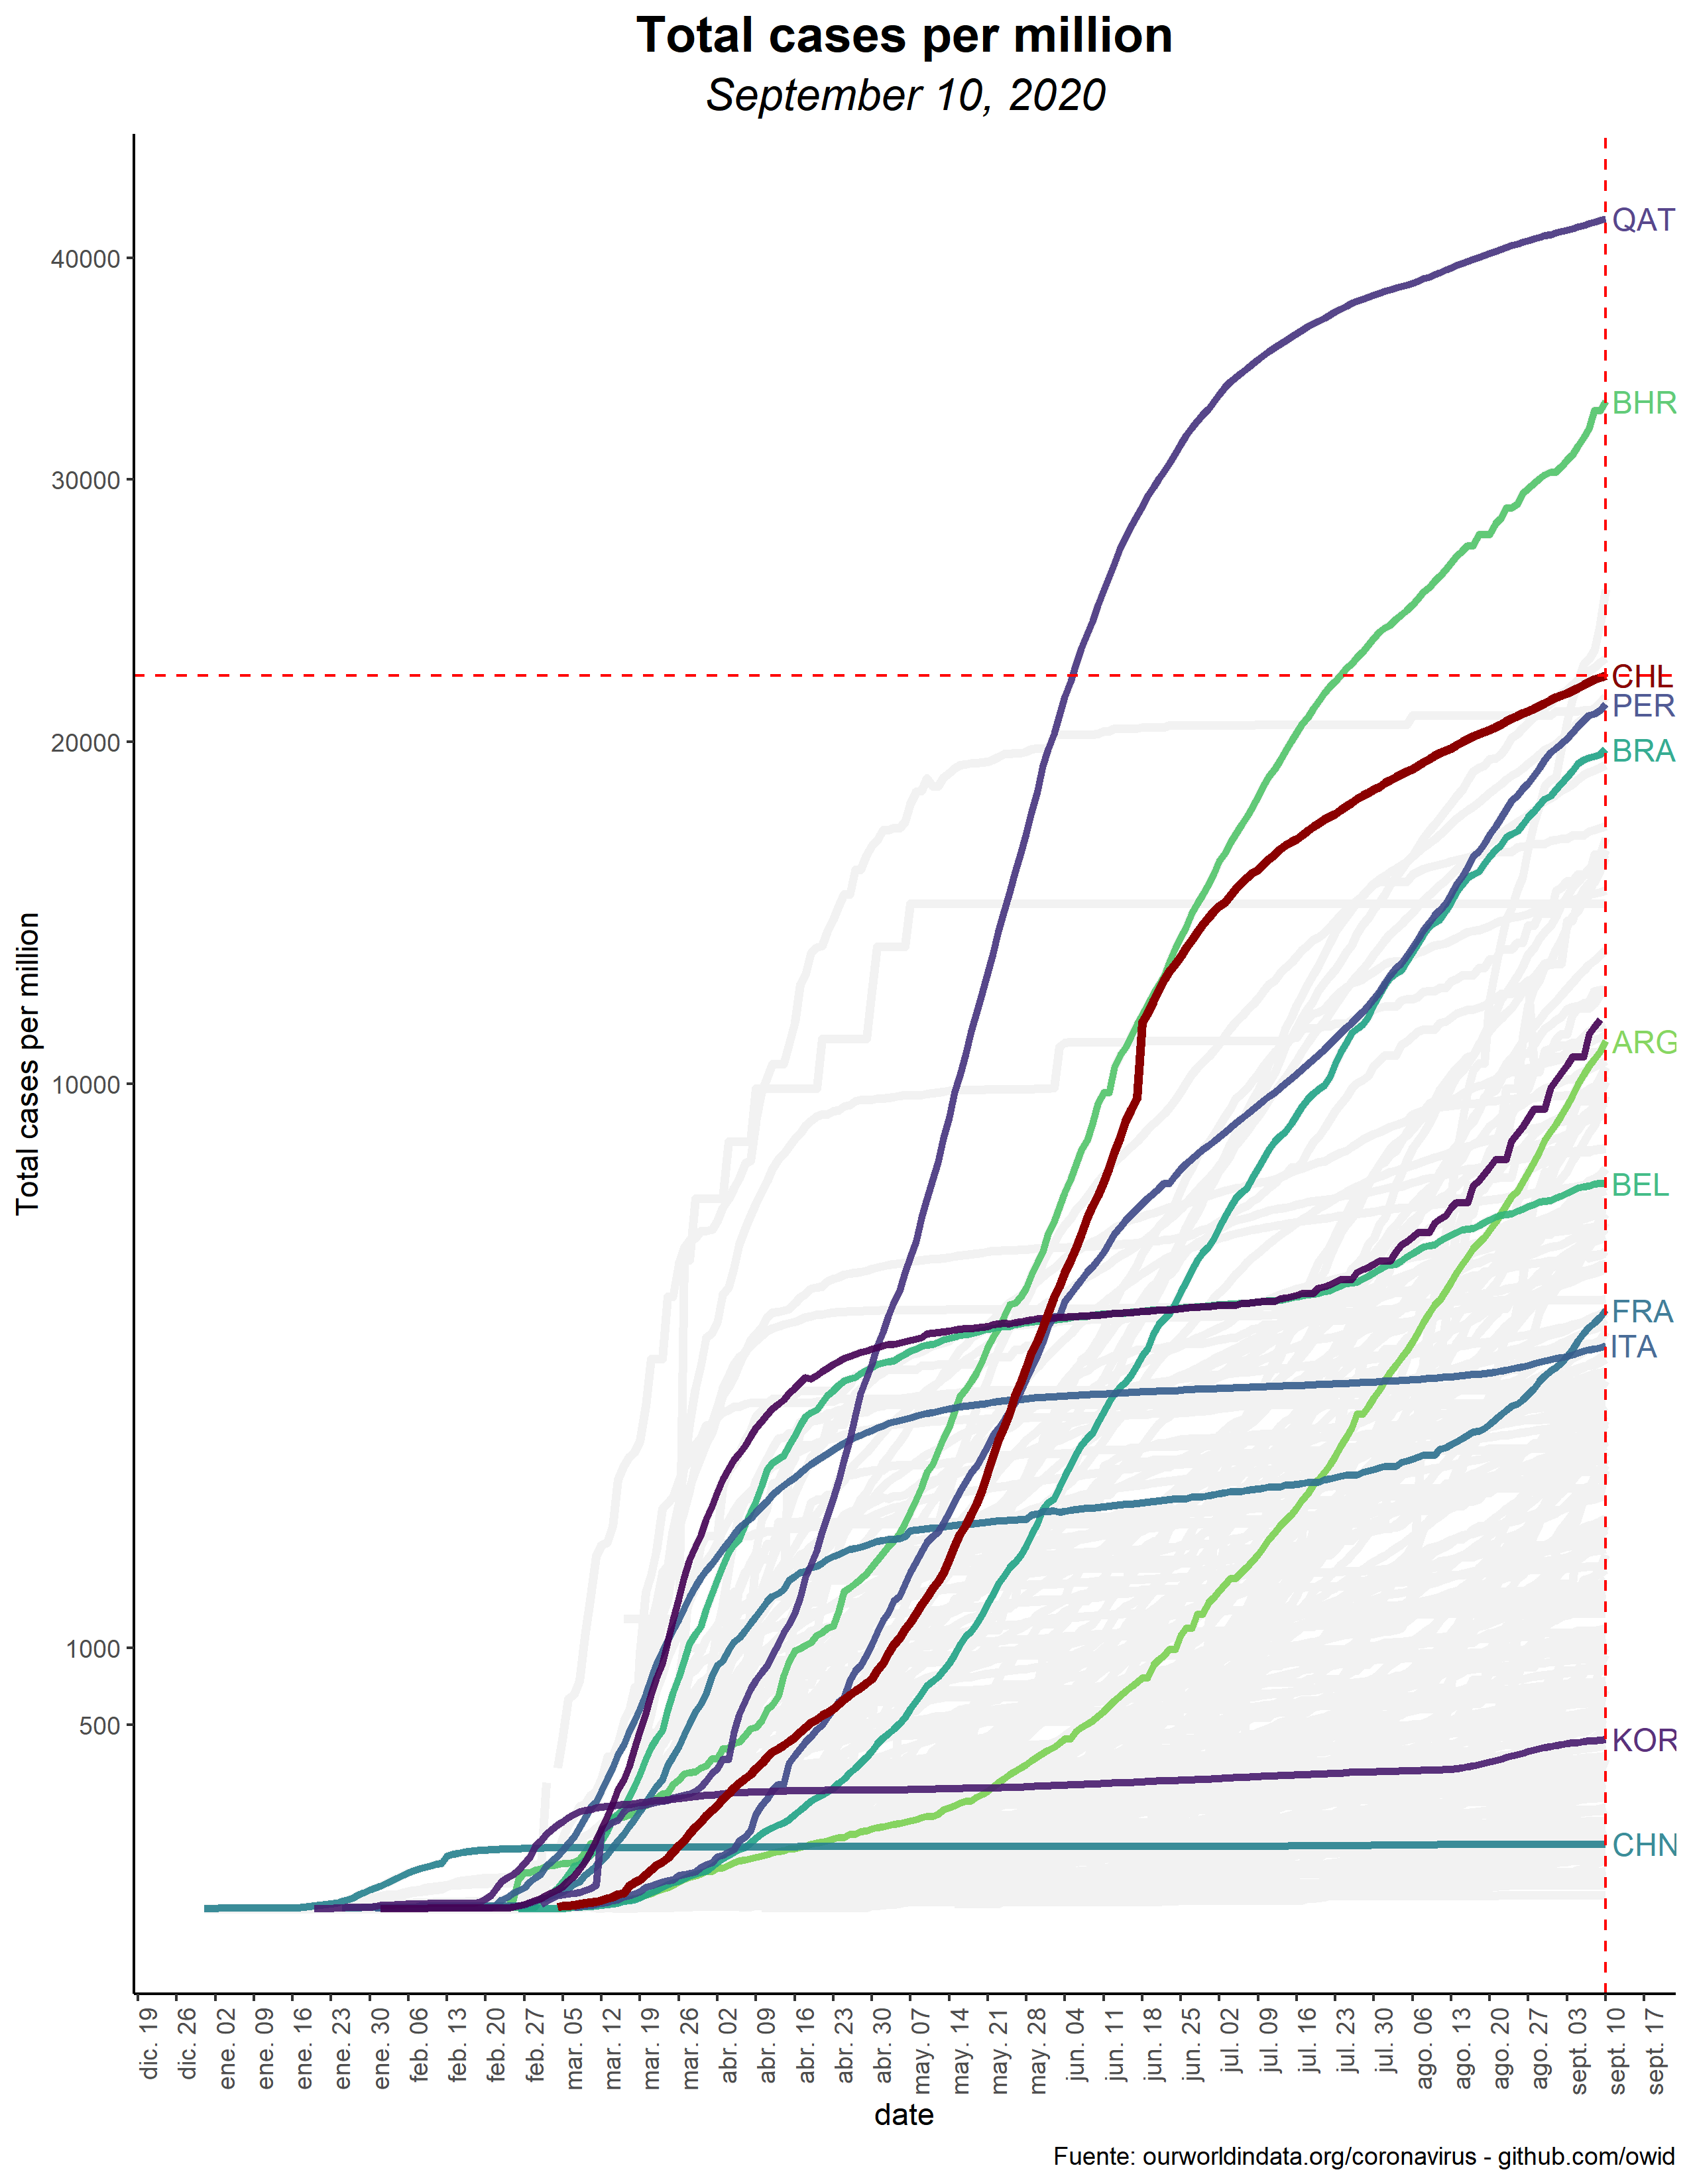 Total cases per million
September 10, 2020
Total cases per million
40000
30000
20000
10000
1000
500
QAT
BHR
CHL
PER
BRA
ARG
BEL
FRA
ITA
KOR
CHN
dic. 19
dic. 26
ene. 02
ene. 09
ene. 16
ene. 23
ene. 30
feb. 06
feb. 13
feb. 20
feb. 27
mar. 05
mar. 12
mar. 19
mar. 26
abr. 02
abr. 09
abr. 16
abr. 23
abr. 30
may. 07
may. 14
may. 21
may. 28
jun. 04
jun. 11
jun. 18
jun. 25
jul. 02
jul. 09
jul. 16
jul. 23
jul. 30
ago. 06
ago. 13
ago. 20
ago. 27
sept. 03
sept. 10
sept. 17
date
Fuente: ourworldindata.org/coronavirus - github.com/owid